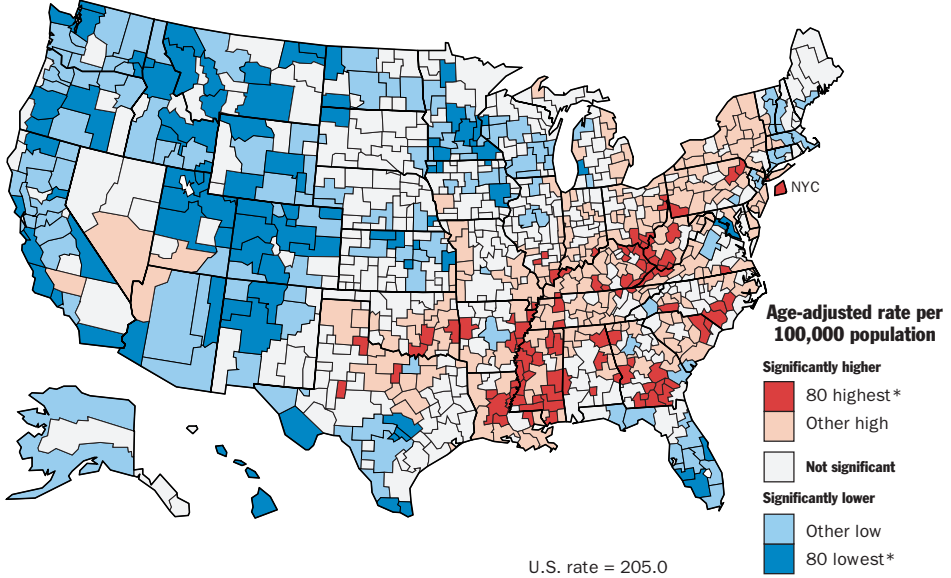 NYC
Age-adjusted rate per
100,000 population
Significantly higher
80 highest*
Other high
Not significant
Significantly lower
Other low
80 lowest*
U.S. rate = 205.0